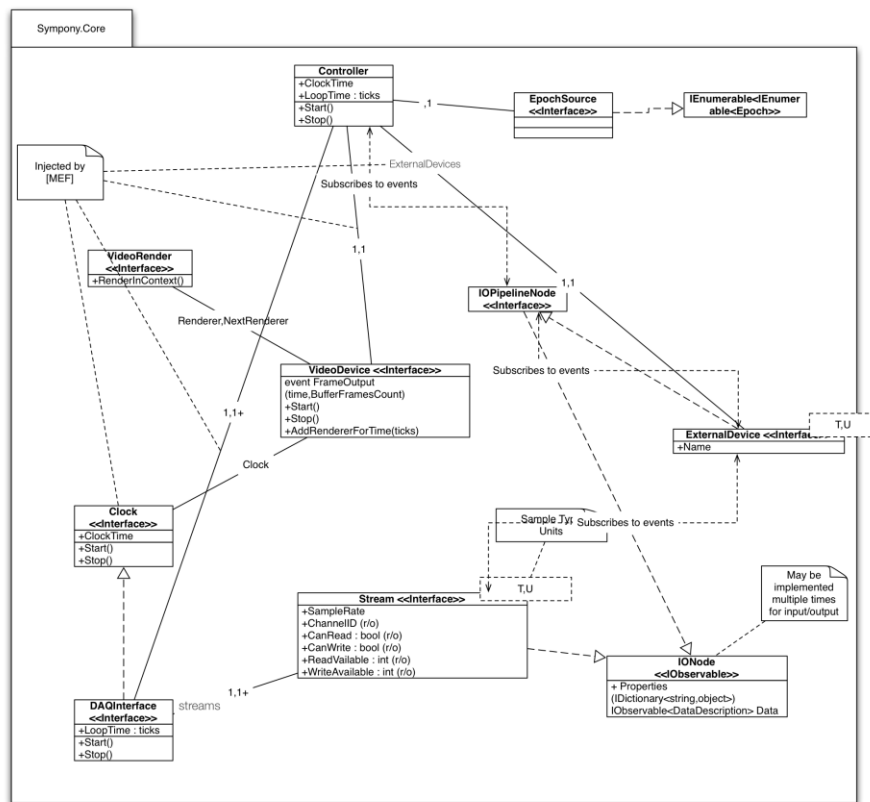 Sympony.Core
Controller
+ClockTime
+LoopTime : ticks
+Start()
+Stop()
,1
EpochSource
<<Interface>>
IEnumerable<IEnumer
able<Epoch>>
Injected by
[MEF]
ExternalDevices
Subscribes to events
1,1
VideoRender
<<Interface>>
+RenderInContext()
IOPipelineNode
<<Interface>>
1,1
Renderer,NextRenderer
VideoDevice <<Interface>>
event FrameOutput
(time,BufferFramesCount)
+Start()
+Stop()
+AddRendererForTime(ticks)
Subscribes to events
1,1+
T,U
ExternalDevice <<Interface>
+Name
Clock
Clock
<<Interface>>
+ClockTime
+Start()
+Stop()
Sample Typ
Units
Subscribes to events
T,U
Stream <<Interface>>
+SampleRate
+ChannelID (r/o)
+CanRead : bool (r/o)
+CanWrite : bool (r/o)
+ReadVailable : int (r/o)
+WriteAvailable : int (r/o)
May be
implemented
multiple times
for input/output
IONode
<<IObservable>>
+ Properties
(IDictionary<string,object>)
IObservable<DataDescription> Data
1,1+
streams
DAQInterface
<<Interface>>
+LoopTime : ticks
+Start()
+Stop()